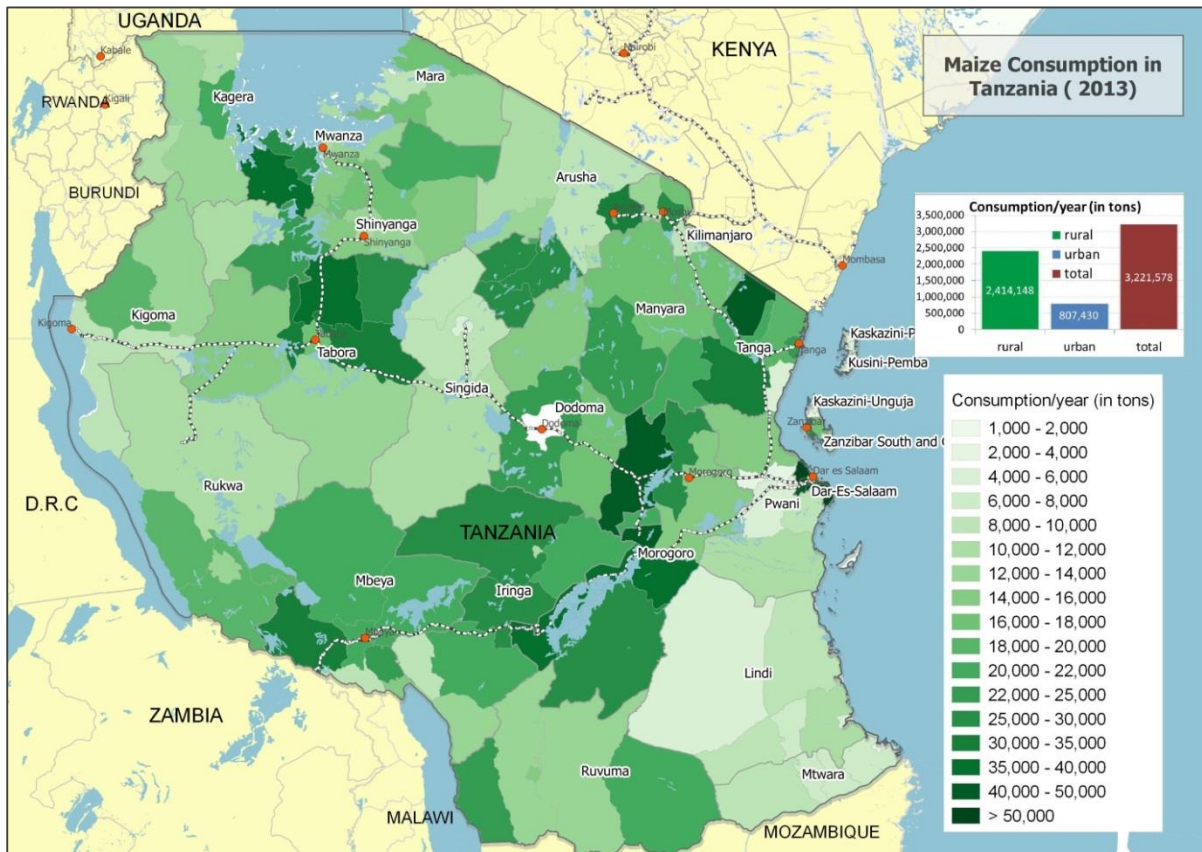 UGANDA
Kabale
RWANDA
Kigali
BURUNDI
D.R.C
ZAMBIA
MALAWI
MOZAMBIQUE
KENYA
Nairobi
Mombasa
TANZANIA
Kagera
Mara
Mwanza
Mwanza
Arusha
Shinyanga
Shinyanga
Kilimanjaro
Kigoma
Kigoma
Manyara
Tabora
Tanga
Tanga
Singida
Dodoma
Dodoma
Kaskazini-P
Kusini-Pemba
Kaskazini-Unguja
Zanzibar
Zanzibar South and
Morogoro
Dar es Salaam
Dar-Es-Salaam
Pwani
Rukwa
Morogoro
Mbeya
Iringa
Lindi
Ruvuma
Mtwara
Maize Consumption in
Tanzania ( 2013)
Consumption/year (in tons)
3,500,000
3,000,000
2,500,000
2,000,000
1,500,000
1,000,000
500,000
0
rural
urban
total
2,414,148
807,430
3,221,578
rural urban total
Consumption/year (in tons)
1,000 - 2,000
2,000 - 4,000
4,000 - 6,000
6,000 - 8,000
8,000 - 10,000
10,000 - 12,000
12,000 - 14,000
14,000 - 16,000
16,000 - 18,000
18,000 - 20,000
20,000 - 22,000
22,000 - 25,000
25,000 - 30,000
30,000 - 35,000
35,000 - 40,000
40,000 - 50,000
> 50,000